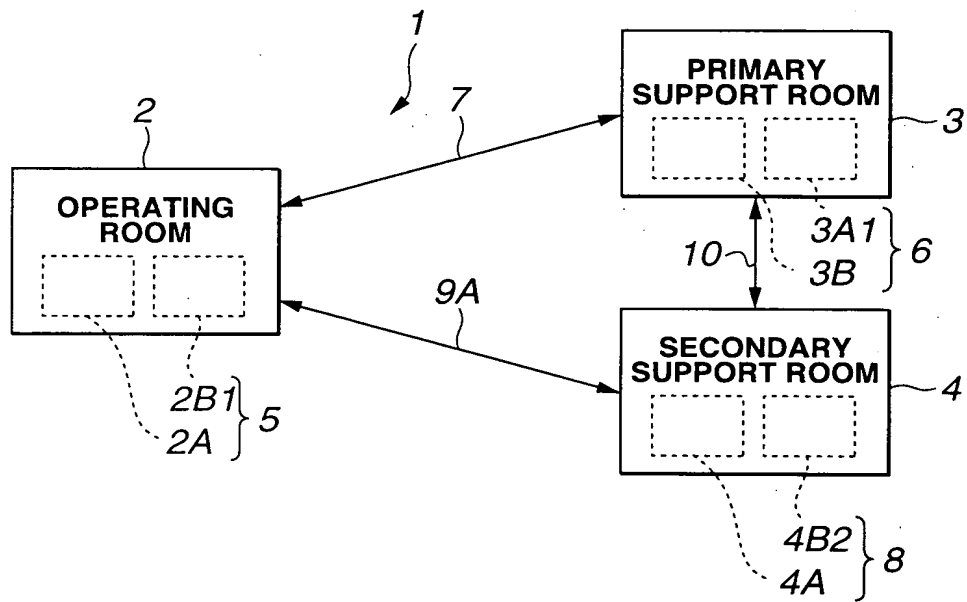 1
2
7
PRIMARY
SUPPORT ROOM
3
OPERATING
ROOM
3A1
3B
6
10
9A
SECONDARY
SUPPORT ROOM
4
2B1
2A
5
4B2
4A
8